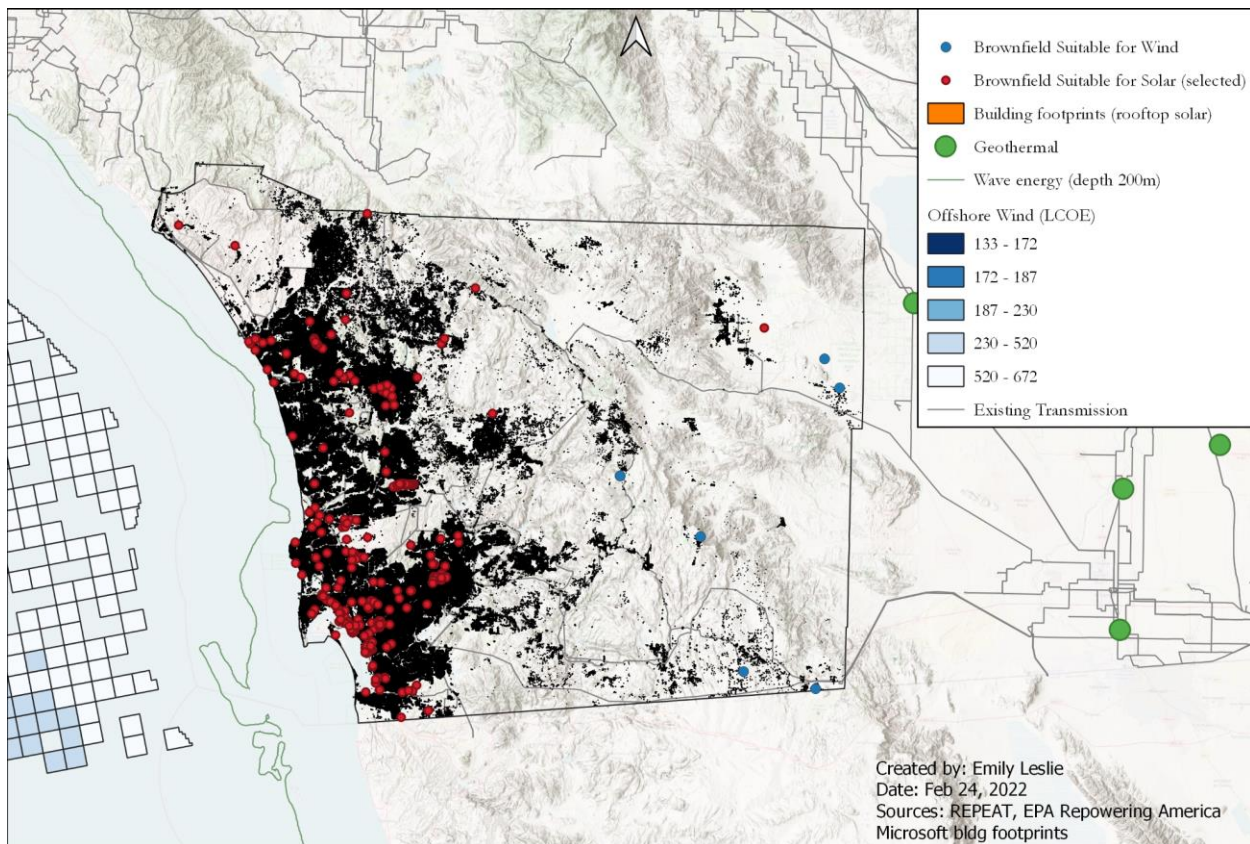 Brownfield Suitable for Wind
Brownfield Suitable for Solar (selected)
Building footprints (rooftop solar)
Geothermal
Wave energy (depth 200m)
Offshore Wind (LCOE)
133 - 172
172 - 187
187 - 230
230 - 520
520 - 672
Existing Transmission
Created by: Emily Leslie
Date: Feb 24, 2022
Sources: REPEAT, EPA Repowering America
Microsoft bldg footprints